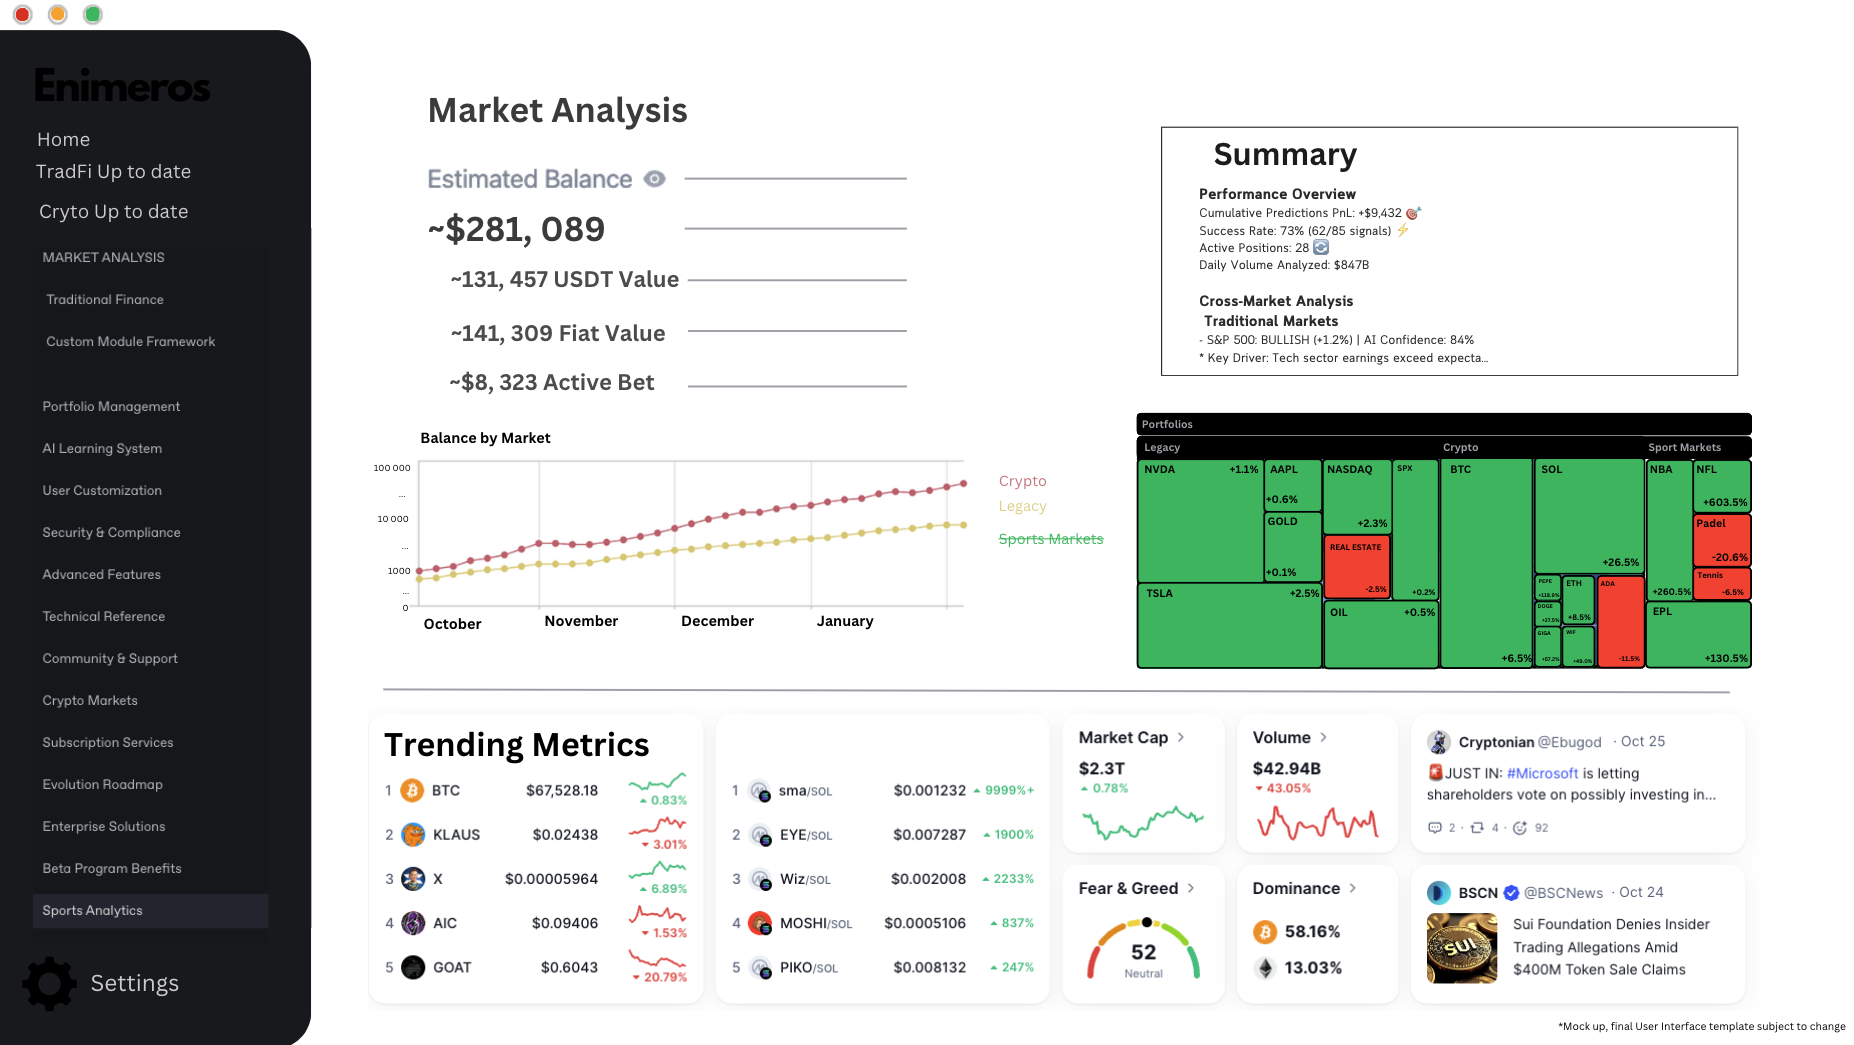 Enimeros
Home
TradFi Up to date
Cryto Up to date
MARKET ANALYSIS
Traditional Finance
Custom Module Framework
Portfolio Management
AI Learning System
User Customization
Security & Compliance
Advanced Features
Technical Reference
Community & Support
Crypto Markets
Subscription Services
Evolution Roadmap
Enterprise Solutions
Beta Program Benefits
Sports Analytics
Settings
Market Analysis
Estimated Balance
~$281, 089
~131, 457 USDT Value
~141, 309 Fiat Value
~$8, 323 Active Bet
Summary
Performance Overview
Cumulative Predictions PnL: +$9,432 🎯
Success Rate: 73% (62/85 signals) ⚡
Active Positions: 28 🔄
Daily Volume Analyzed: $847B
Cross-Market Analysis
Traditional Markets
- S&P 500: BULLISH (+1.2%) | AI Confidence: 84%
* Key Driver: Tech sector earnings exceed expecta...
Balance by Market
100 000
...
10 000
...
1000
...
0
October
November
December
January
Crypto
Legacy
Sports Markets
Portfolios
Legacy
Crypto
Sport Markets
NVDA +1.1%
AAPL
+0.6%
GOLD
+0.1%
NASDAQ
+2.3%
SPX
+0.2%
REAL ESTATE
-2.5%
TSLA +2.5%
OIL +0.5%
BTC
+6.5%
SOL
+26.5%
PEPE
+118.9%
DOGE
+27.5%
GIGA
+57.2%
ETH
+8.5%
WIF
+49.0%
ADA
-11.5%
NBA
+260.5%
NFL
+603.5%
Padel
-20.6%
Tennis
-6.5%
EPL
+130.5%
Trending Metrics
1 BTC $67,528.18 0.83%
2 KLAUS $0.02438 3.01%
3 X $0.00005964 6.89%
4 AIC $0.09406 1.53%
5 GOAT $0.6043 20.79%
1 sma/SOL $0.001232 9999%+
2 EYE/SOL $0.007287 1900%
3 Wiz/SOL $0.002008 2233%
4 MOSHI/SOL $0.0005106 837%
5 PIKO/SOL $0.008132 247%
Market Cap >
$2.3T
0.78%
Volume >
$42.94B
43.05%
Fear & Greed >
52
Neutral
Dominance >
58.16%
13.03%
Cryptonian @Ebugod · Oct 25
🚨JUST IN: #Microsoft is letting
shareholders vote on possibly investing in...
2 · 4 · 92
BSCN @BSCNews · Oct 24
SUI
Sui Foundation Denies Insider
Trading Allegations Amid
$400M Token Sale Claims
*Mock up, final User Interface template subject to change